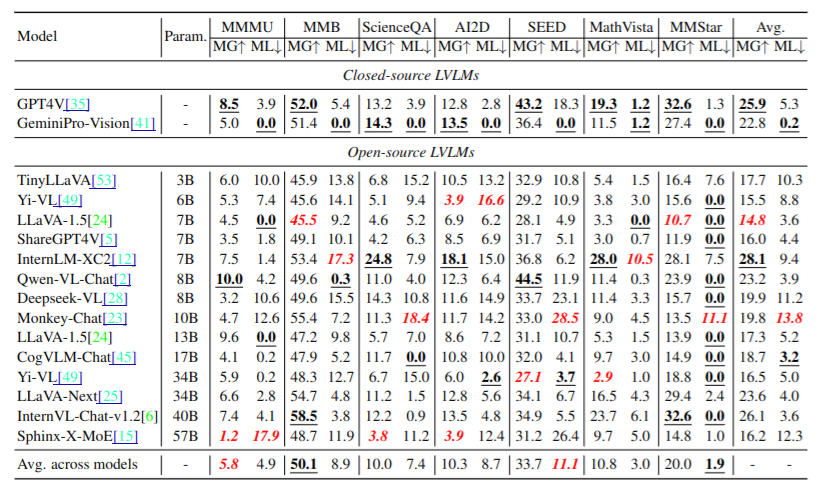 Model Param. MMMU MMB ScienceQA AI2D SEED MathVista MMStar Avg.
MG↑ ML↓ MG↑ ML↓ MG↑ ML↓ MG↑ ML↓ MG↑ ML↓ MG↑ ML↓ MG↑ ML↓ MG↑ ML↓
Closed-source LVLMs
GPT4V[35] - 8.5 3.9 52.0 5.4 13.2 3.9 12.8 2.8 43.2 18.3 19.3 1.2 32.6 1.3 25.9 5.3
GeminiPro-Vision[41] - 5.0 0.0 51.4 0.0 14.3 0.0 13.5 0.0 36.4 0.0 11.5 1.2 27.4 0.0 22.8 0.2
Open-source LVLMs
TinyLLaVA[53] 3B 6.0 10.0 45.9 13.8 6.8 15.2 10.5 13.2 32.9 10.8 5.4 1.5 16.4 7.6 17.7 10.3
Yi-VL[49] 6B 5.3 7.4 45.6 14.1 5.1 9.4 3.9 16.6 29.2 10.9 3.8 3.0 15.6 0.0 15.5 8.8
LLaVA-1.5[24] 7B 4.5 0.0 45.5 9.2 4.6 5.2 6.9 6.2 28.1 4.9 3.3 0.0 10.7 0.0 14.8 3.6
ShareGPT4V[5] 7B 3.5 1.8 49.1 10.1 4.2 6.3 8.5 6.9 31.7 5.1 3.0 0.7 11.9 0.0 16.0 4.4
InternLM-XC2[12] 7B 7.5 1.4 53.4 17.3 24.8 7.9 18.1 15.0 36.8 6.2 28.0 10.5 28.1 7.5 28.1 9.4
Qwen-VL-Chat[2] 8B 10.0 4.2 49.6 0.3 11.0 4.0 12.3 6.4 44.5 11.9 11.4 0.3 23.9 0.0 23.2 3.9
Deepseek-VL[28] 8B 3.2 10.6 49.6 15.5 14.3 10.8 11.6 14.9 33.7 23.1 11.4 3.3 15.7 0.0 19.9 11.2
Monkey-Chat[23] 10B 4.7 12.6 55.4 7.2 11.3 18.4 11.7 14.2 33.0 28.5 9.0 4.5 13.5 11.1 19.8 13.8
LLaVA-1.5[24] 13B 9.6 0.0 47.2 9.8 5.7 7.0 8.6 7.2 31.1 10.7 5.3 1.5 13.9 0.0 17.3 5.2
CogVLM-Chat[45] 17B 4.1 0.2 47.9 5.2 11.7 0.0 10.8 10.0 32.0 4.1 9.7 3.0 14.9 0.0 18.7 3.2
Yi-VL[49] 34B 5.9 0.2 48.3 12.7 6.7 15.0 6.0 2.6 27.1 3.7 2.9 1.0 18.8 0.0 16.5 5.0
LLaVA-Next[25] 34B 6.6 2.8 54.7 4.8 11.2 1.5 12.8 5.6 34.1 6.7 16.5 4.3 29.4 2.4 23.6 4.0
InternVL-Chat-v1.2[6] 40B 7.4 4.1 58.5 3.8 12.2 0.9 13.5 4.8 34.9 5.5 23.7 6.1 32.6 0.0 26.1 3.6
Sphinx-X-MoE[15] 57B 1.2 17.9 48.7 11.9 3.8 11.2 3.9 12.4 31.2 26.4 9.7 5.0 14.8 1.0 16.2 12.3
Avg. across models - 5.8 4.9 50.1 8.9 10.0 7.4 10.3 8.7 33.7 11.1 10.8 3.0 20.0 1.9 - -